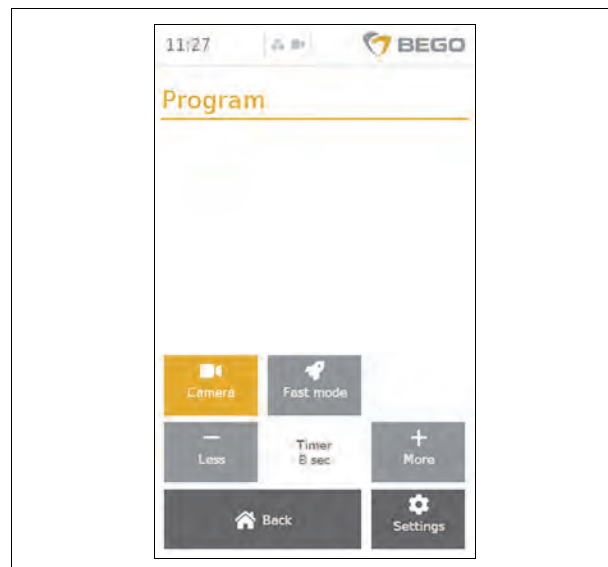 11:27 BEGO
Program
Camera Fast mode
Less Timer More
8 sec
Back Settings